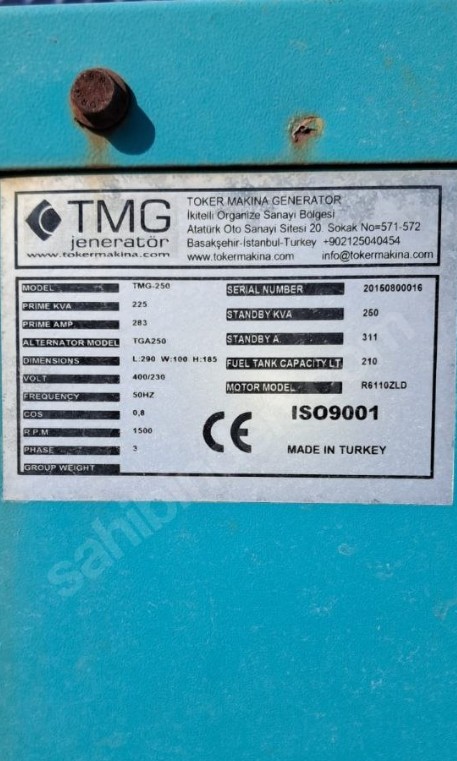 TMG
jeneratör
www.tokermakina.com
TOKER MAKINA GENERATOR
İkitelli Organize Sanayi Bölgesi
Atatürk Oto Sanayi Sitesi 20. Sokak No=571-572
Basakşehir-İstanbul-Turkey +902125040454
www.tokermakina.com info@tokermakina.com
MODEL TMG-250
PRIME KVA 225
PRIME AMP. 283
ALTERNATOR MODEL TGA250
DIMENSIONS L:290 W:100 H:185
VOLT 400/230
FREQUENCY 50HZ
COS 0,8
R.P.M 1500
PHASE 3
GROUP WEIGHT
SERIAL NUMBER 20150800016
STANDBY KVA 250
STANDBY A. 311
FUEL TANK CAPACITY LT. 210
MOTOR MODEL R6110ZLD
CE
ISO9001
MADE IN TURKEY